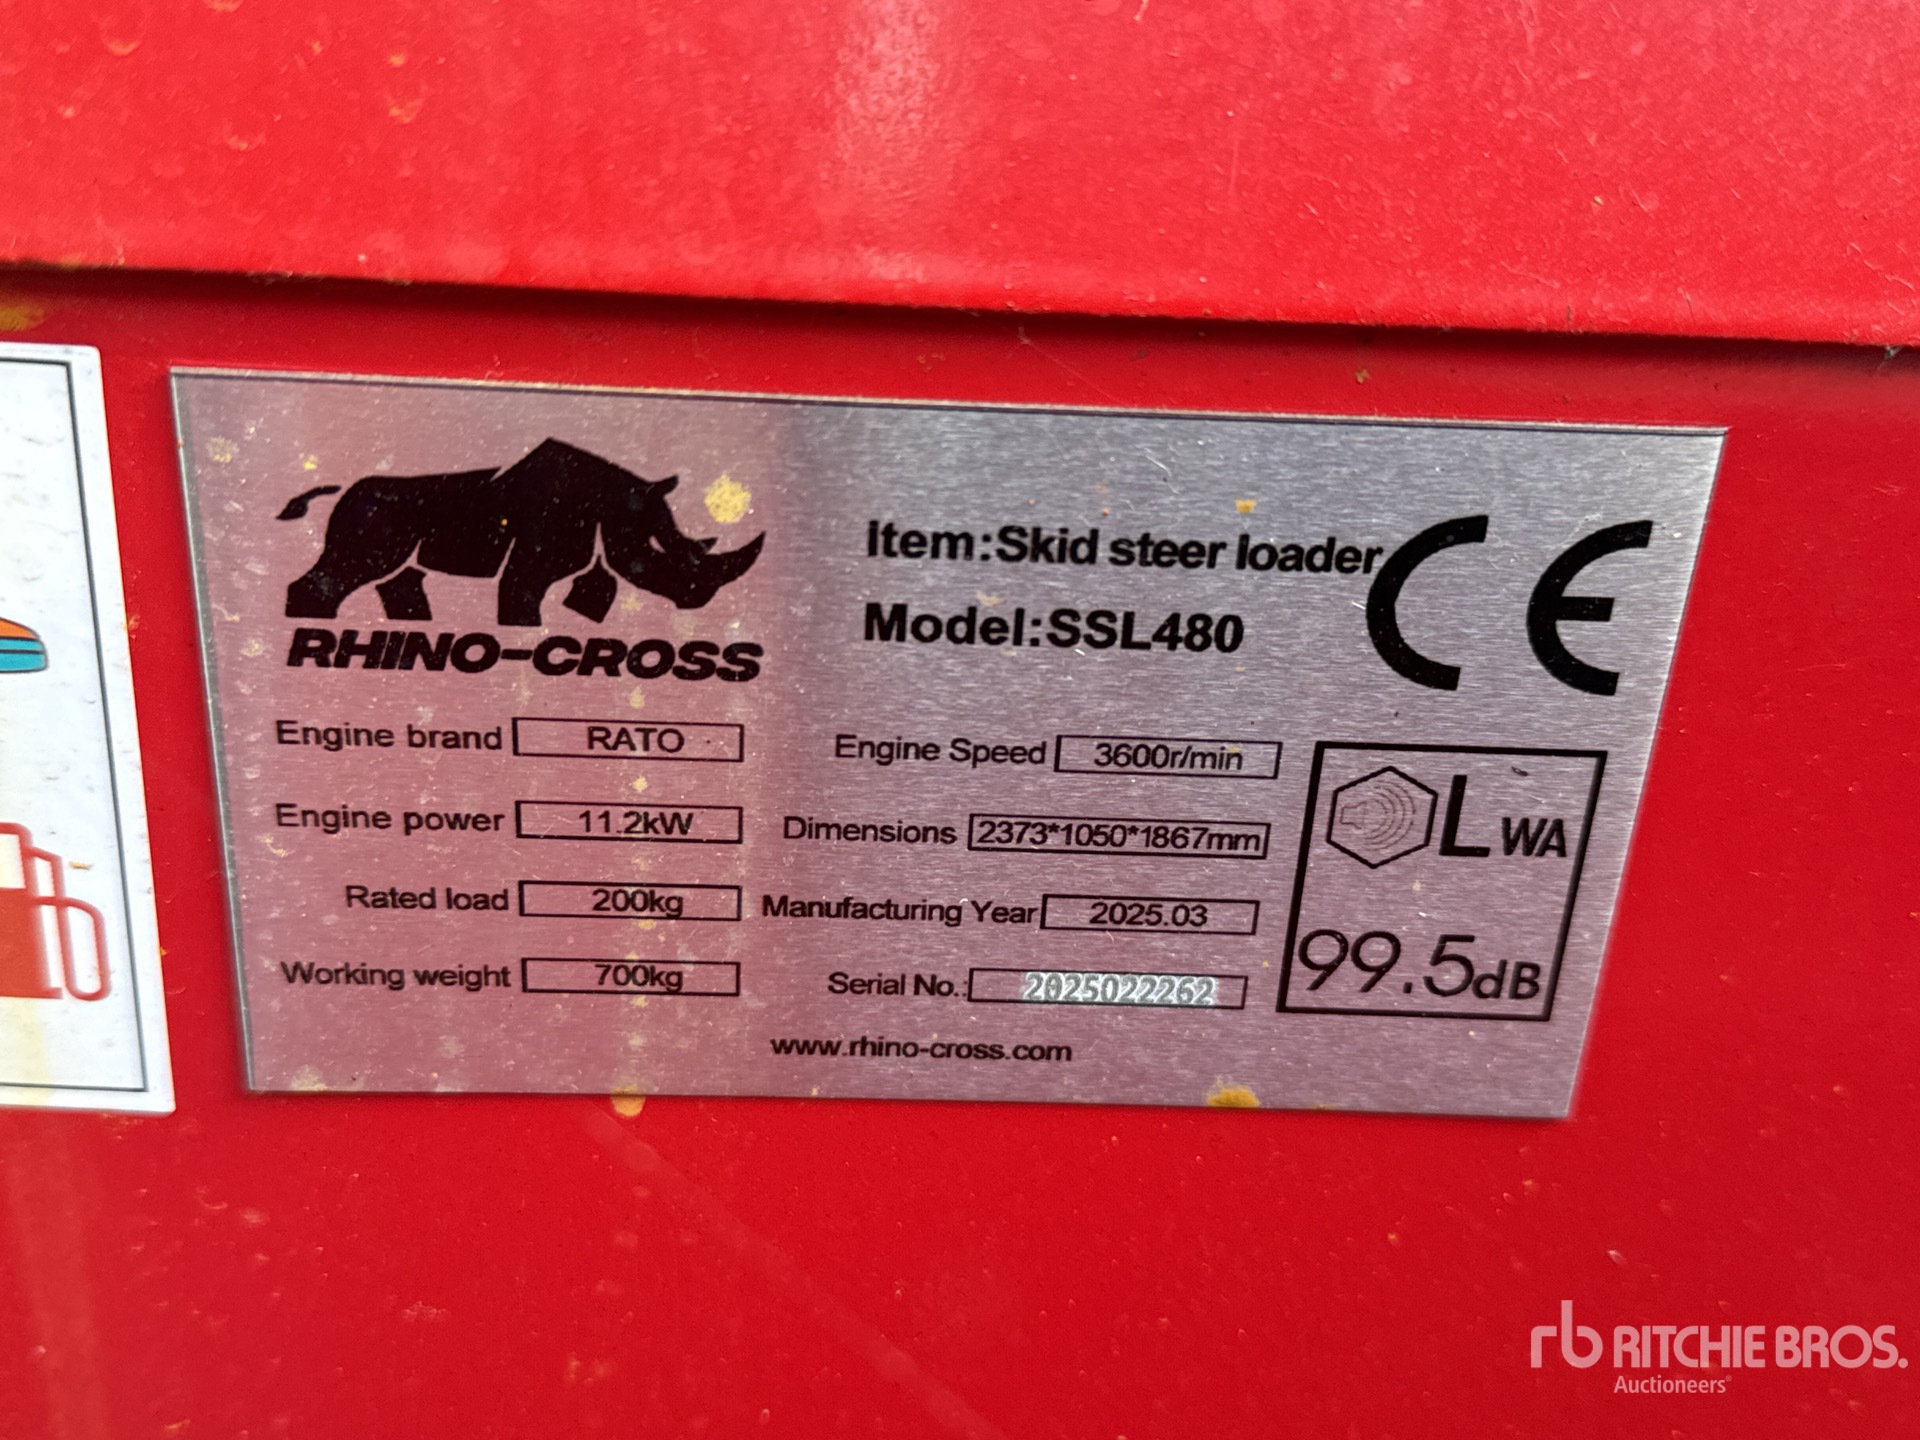 RHINO-CROSS
Item:Skid steer loader
Model:SSL480
CE
Engine brand RATO
Engine Speed 3600r/min
Engine power 11.2kW
Dimensions 2373*1050*1867mm
Rated load 200kg
Manufacturing Year 2025.03
Working weight 700kg
Serial No.: 2025022262
www.rhino-cross.com
LWA
99.5dB
rb RITCHIE BROS.
Auctioneers®